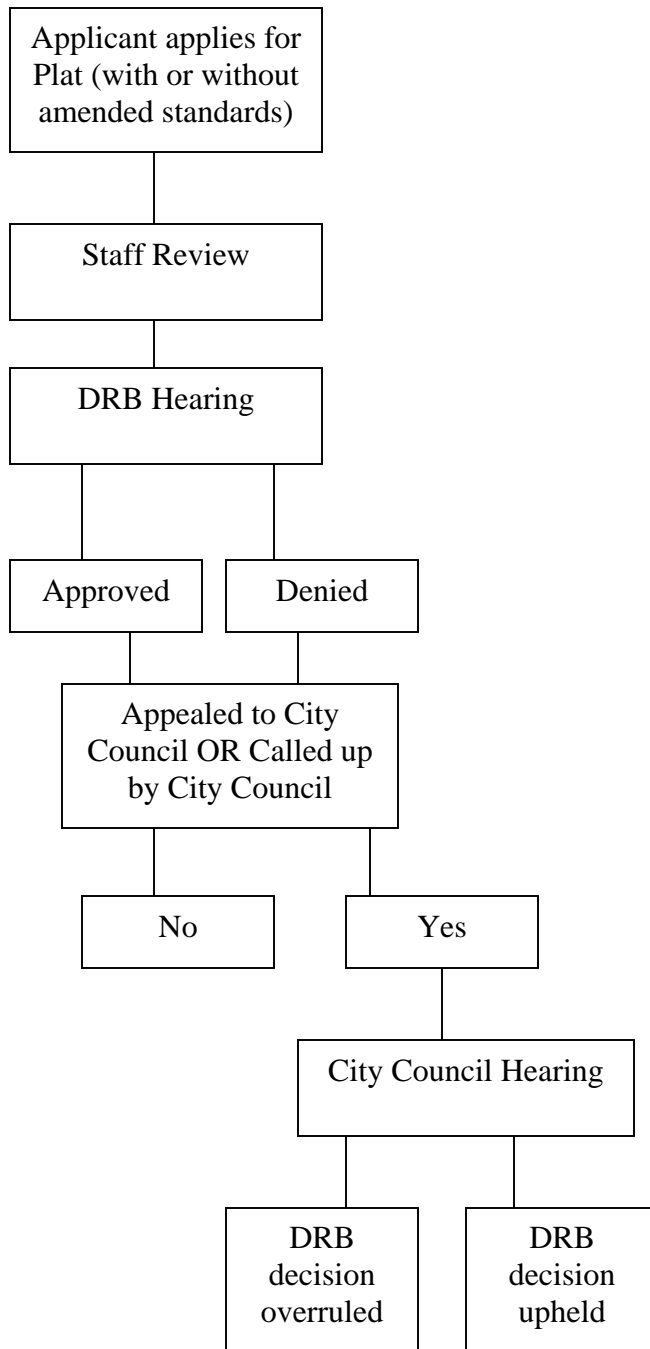 Applicant applies for
Plat (with or without
amended standards)
Staff Review
DRB Hearing
Approved
Denied
Appealed to City
Council OR Called up
by City Council
No
Yes
City Council Hearing
DRB
decision
overruled
DRB
decision
upheld